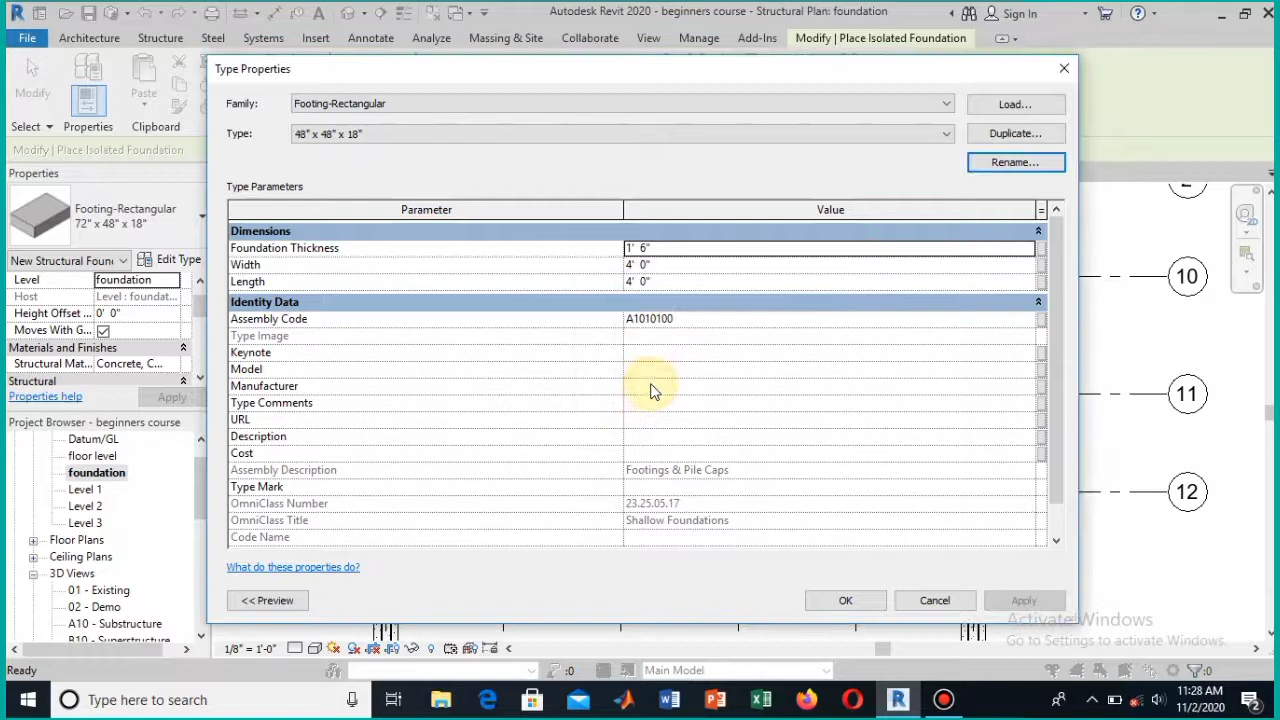 Autodesk Revit 2020 - beginners course - Structural Plan: foundation
Sign In
File Architecture Structure Steel Systems Insert Annotate Analyze Massing & Site Collaborate View Manage Add-Ins Modify | Place Isolated Foundation
Modify
Paste
Select Properties Clipboard
Modify | Place Isolated Foundation
Properties
Footing-Rectangular
72" x 48" x 18"
New Structural Foun
Edit Type
Level foundation
Host Level : foundat...
Height Offset 0' 0"
Moves With G...
Materials and Finishes
Structural Mat... Concrete, C...
Structural
Properties help Apply
Project Browser - beginners course
Datum/GL
floor level
foundation
Level 1
Level 2
Level 3
Floor Plans
Ceiling Plans
3D Views
01 - Existing
02 - Demo
A10 - Substructure
B10 - Superstructure
Type Properties
Family: Footing-Rectangular Load...
Type: 48" x 48" x 18" Duplicate...
Rename...
Type Parameters
Parameter Value =
Dimensions
Foundation Thickness 1' 6"
Width 4' 0"
Length 4' 0"
Identity Data
Assembly Code A1010100
Type Image
Keynote
Model
Manufacturer
Type Comments
URL
Description
Cost
Assembly Description Footings & Pile Caps
Type Mark
OmniClass Number 23.25.05.17
OmniClass Title Shallow Foundations
Code Name
What do these properties do?
<< Preview OK Cancel Apply
2D
10
11
12
Activate Windows
Go to Settings to activate Windows.
1/8" = 1'-0"
Ready :0 Main Model :0
Type here to search
11:28 AM
11/2/2020
2